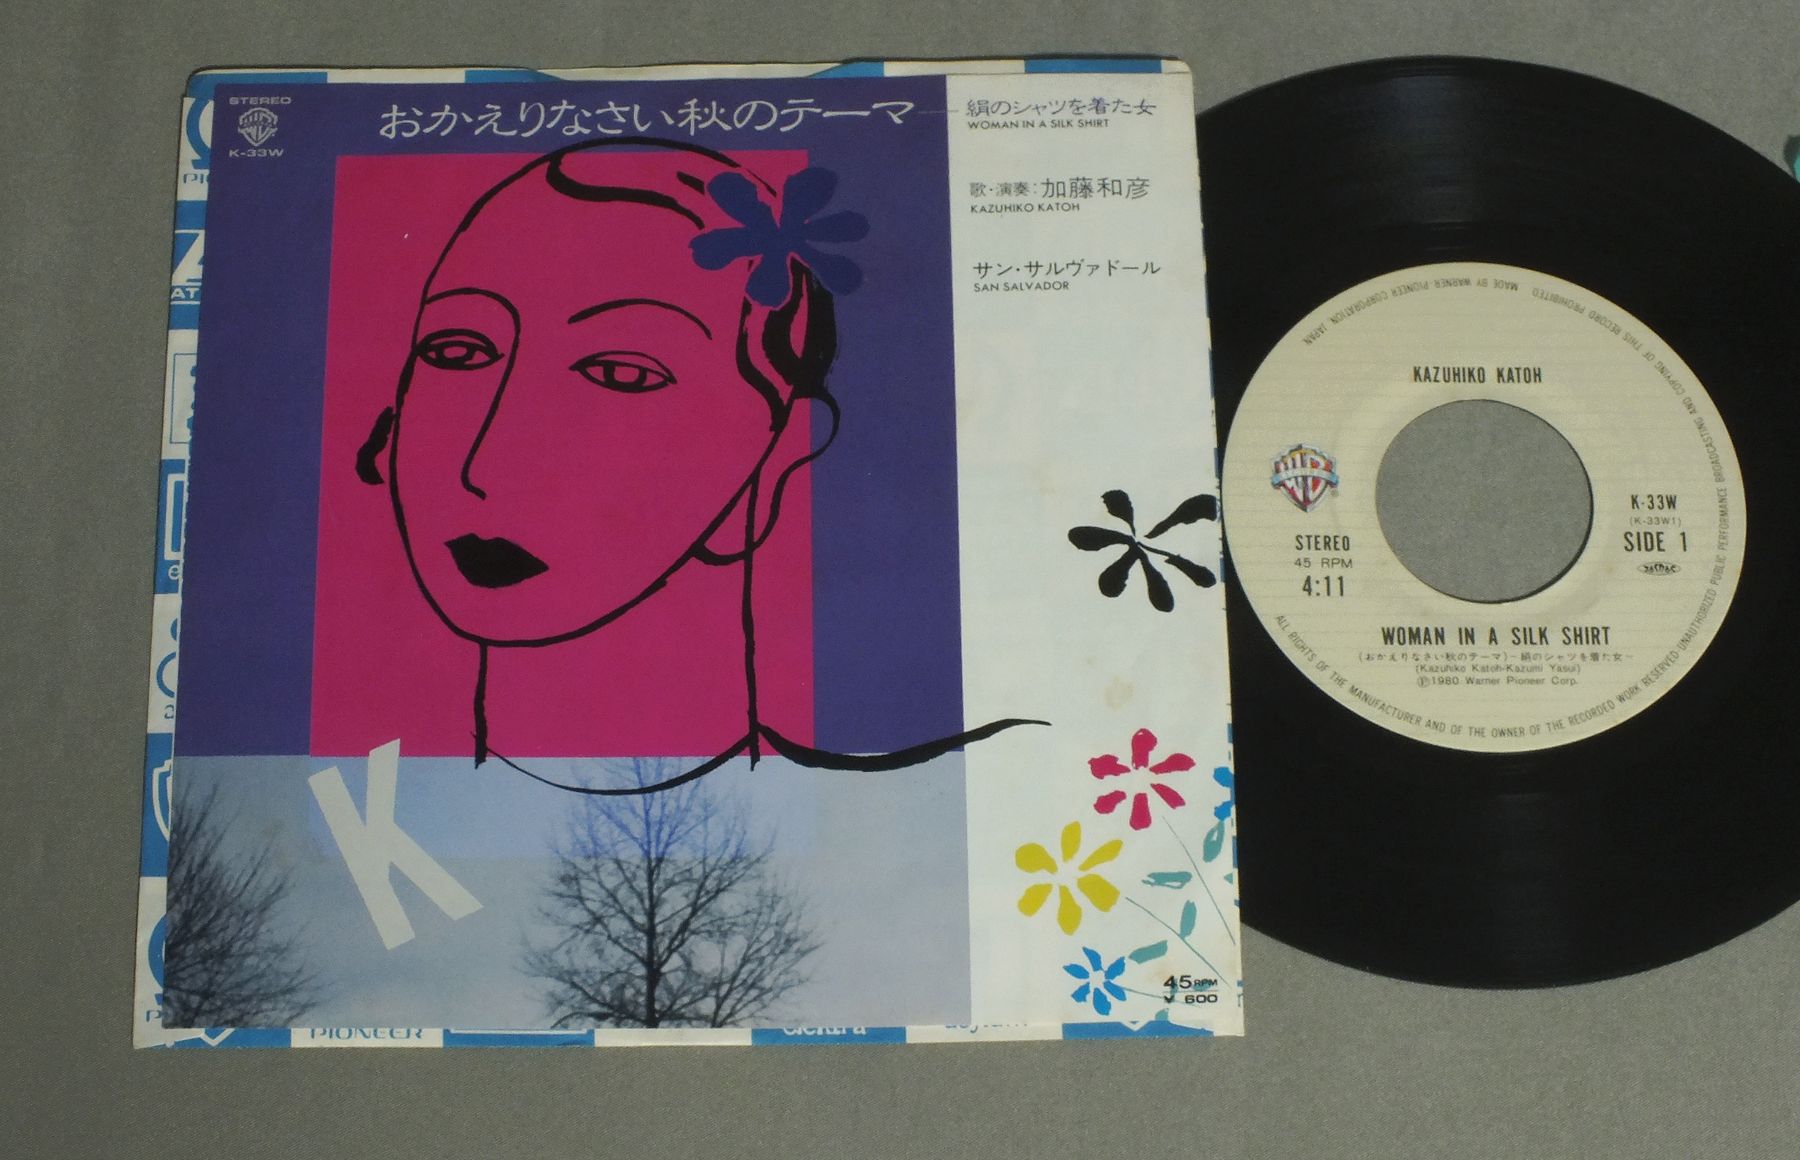 STEREO
K-33W
おかえりなさい秋のテーマ
絹のシャツを着た女
WOMAN IN A SILK SHIRT
歌・演奏:加藤和彦
KAZUHIKO KATOH
サン・サルヴァドール
SAN SALVADOR
K
45RPM
¥ 600
PIONEER
KAZUHIKO KATOH
STEREO
45 RPM
4:11
K-33W
(K-33W1)
SIDE 1
WOMAN IN A SILK SHIRT
(おかえりなさい秋のテーマ)-絹のシャツを着た女-
(Kazuhiko Katoh-Kazumi Yasui)
Ⓟ1980 Warner Pioneer Corp.
ALL RIGHTS OF THE MANUFACTURER AND OF THE OWNER OF THE RECORDED WORK RESERVED UNAUTHORIZED PUBLIC PERFORMANCE BROADCASTING AND COPYING OF THIS RECORD PROHIBITED. MADE BY WARNER-PIONEER CORPORATION, JAPAN